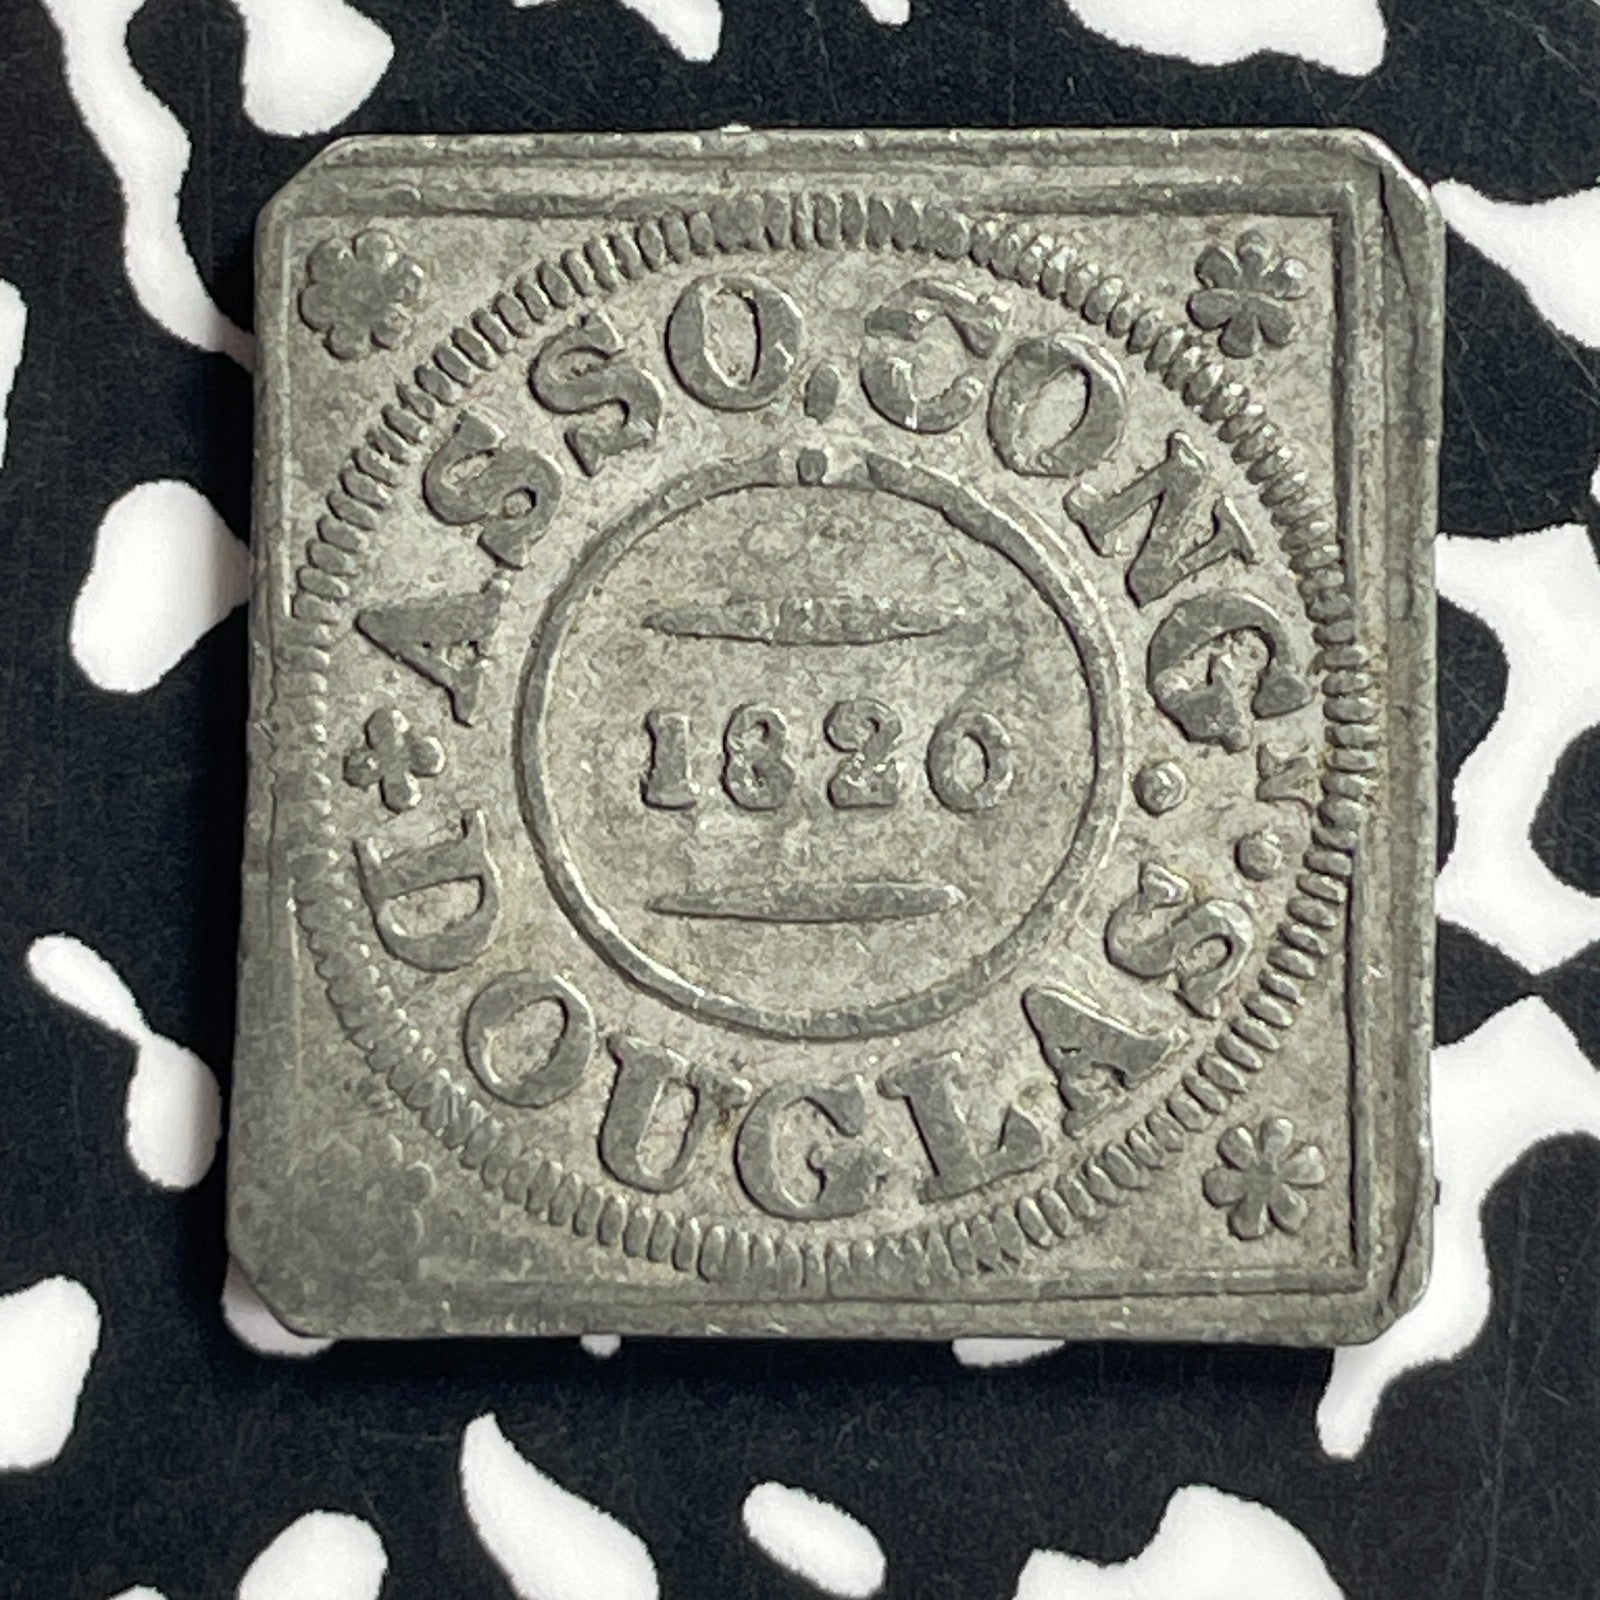 ASSO. CONG. N.
1820
DOUGLAS.